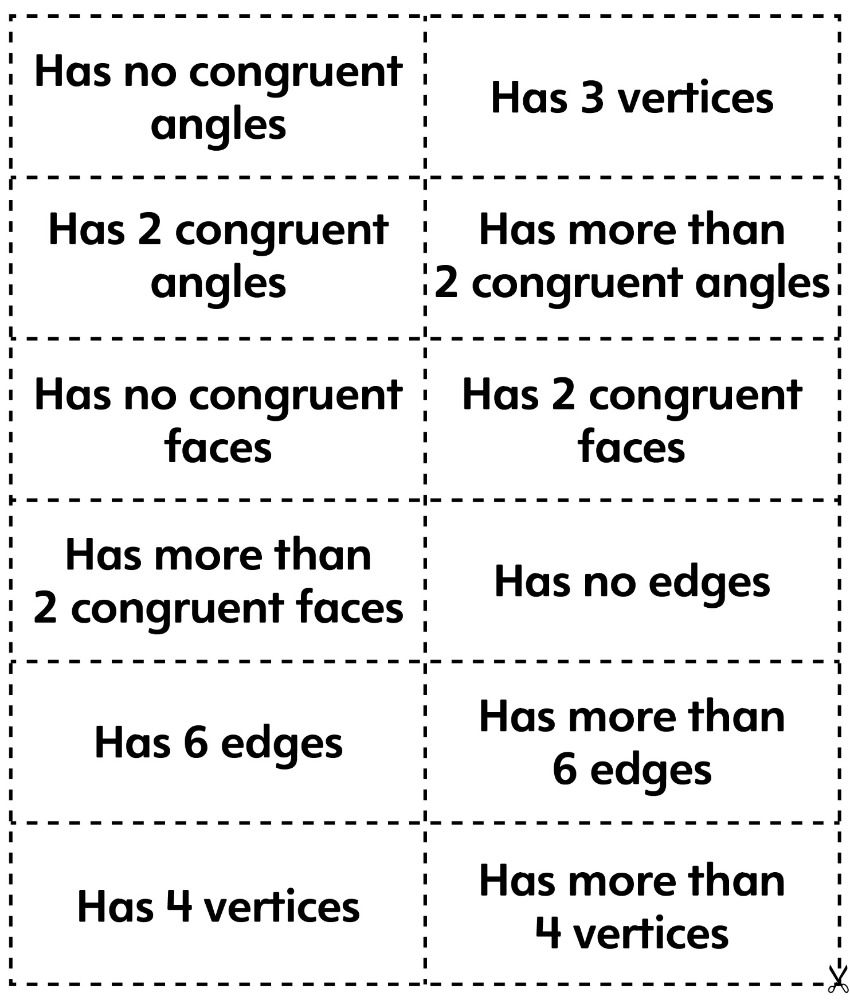 Has no congruent
angles
Has 3 vertices
Has 2 congruent
angles
Has more than
2 congruent angles
Has no congruent
faces
Has 2 congruent
faces
Has more than
2 congruent faces
Has no edges
Has 6 edges
Has more than
6 edges
Has 4 vertices
Has more than
4 vertices